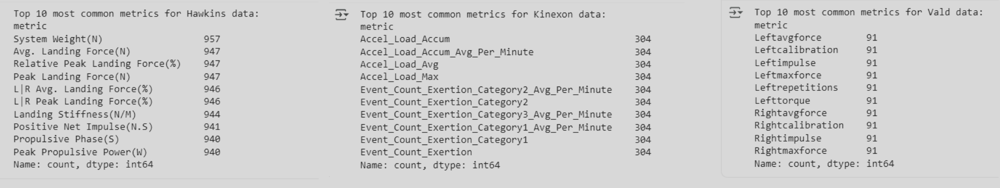 Top 10 most common metrics for Hawkins data:
metric
System Weight(N) 957
Avg. Landing Force(N) 947
Relative Peak Landing Force(%) 947
Peak Landing Force(N) 947
L|R Avg. Landing Force(%) 946
L|R Peak Landing Force(%) 946
Landing Stiffness(N/M) 944
Positive Net Impulse(N.S) 941
Propulsive Phase(S) 940
Peak Propulsive Power(W) 940
Name: count, dtype: int64
Top 10 most common metrics for Kinexon data:
metric
Accel_Load_Accum 304
Accel_Load_Accum_Avg_Per_Minute 304
Accel_Load_Avg 304
Accel_Load_Max 304
Event_Count_Exertion_Category2_Avg_Per_Minute 304
Event_Count_Exertion_Category2 304
Event_Count_Exertion_Category3_Avg_Per_Minute 304
Event_Count_Exertion_Category1_Avg_Per_Minute 304
Event_Count_Exertion_Category1 304
Event_Count_Exertion 304
Name: count, dtype: int64
Top 10 most common metrics for Vald data:
metric
Leftavgforce 91
Leftcalibration 91
Leftimpulse 91
Leftmaxforce 91
Leftrepetitions 91
Lefttorque 91
Rightavgforce 91
Rightcalibration 91
Rightimpulse 91
Rightmaxforce 91
Name: count, dtype: int64